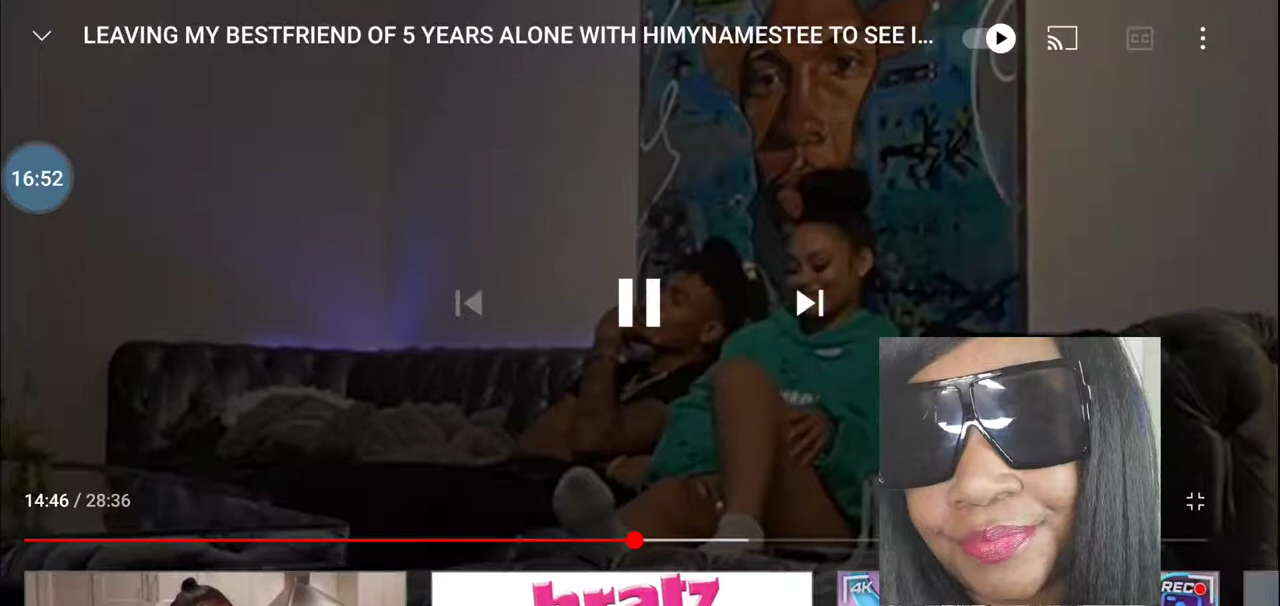 LEAVING MY BESTFRIEND OF 5 YEARS ALONE WITH HIMYNAMESTEE TO SEE I...
CC
16:52
14:46 / 28:36
bratz
4K
REC